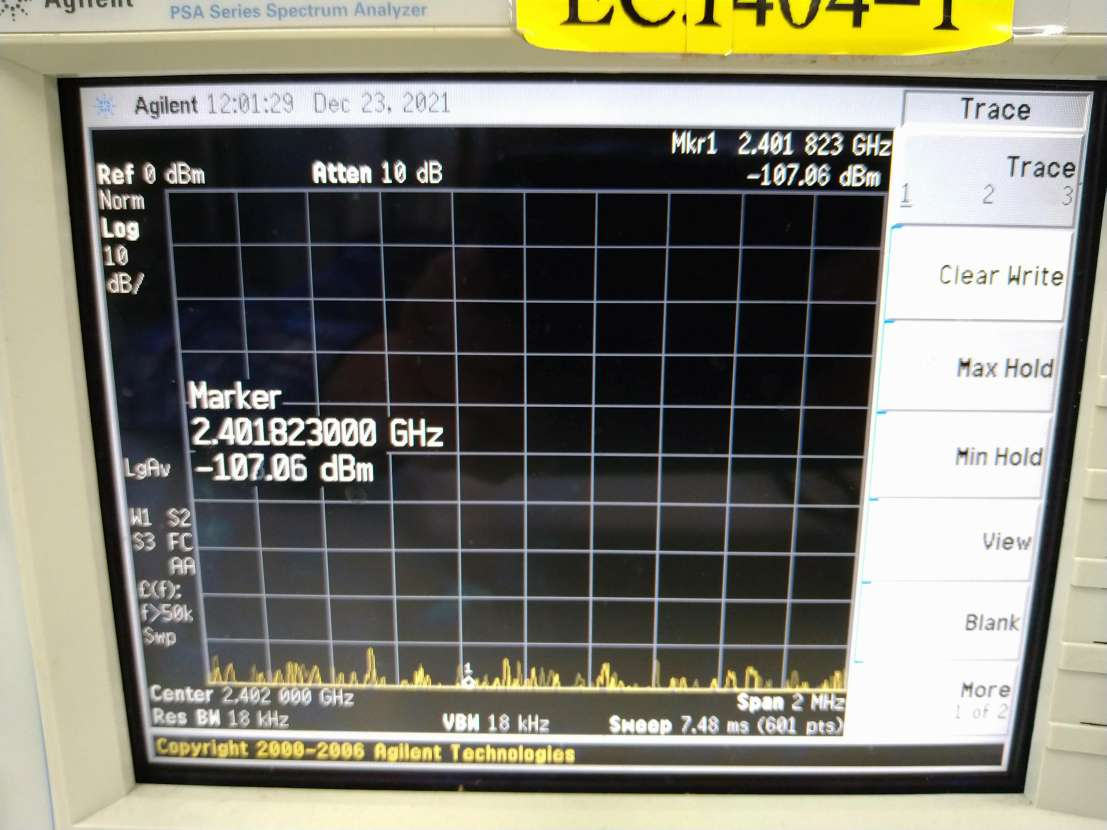 Agilent
PSA Series Spectrum Analyzer
EC1404-1
Agilent 12:01:29 Dec 23, 2021
Trace
Mkr1 2.401 823 GHz
Ref 0 dBm
Atten 10 dB
-107.06 dBm
Trace
1 2 3
Norm
Log
10
dB/
Clear Write
Max Hold
Marker
2.401823000 GHz
-107.06 dBm
LgAv
Min Hold
W1 S2
S3 FC
AA
£(f):
f>50k
Swp
View
Blank
1
Center 2.402 000 GHz
Span 2 MHz
Res BW 18 kHz
VBW 18 kHz
Sweep 7.48 ms (601 pts)
More
1 of 2
Copyright 2000-2006 Agilent Technologies